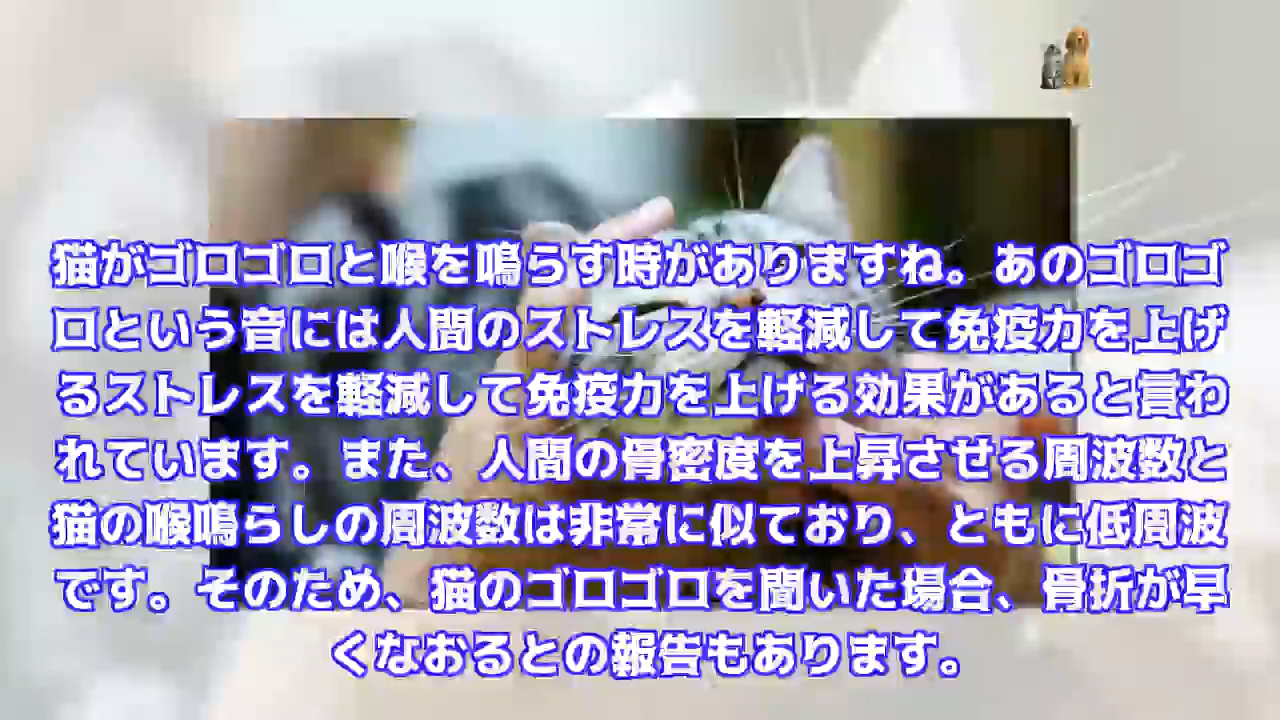 猫がゴロゴロと喉を鳴らす時がありますね。あのゴロゴ
ロという音には人間のストレスを軽減して免疫力を上げ
るストレスを軽減して免疫力を上げる効果があると言わ
れています。また、人間の骨密度を上昇させる周波数と
猫の喉鳴らしの周波数は非常に似ており、ともに低周波
です。そのため、猫のゴロゴロを聞いた場合、骨折が早
くなおるとの報告もあります。